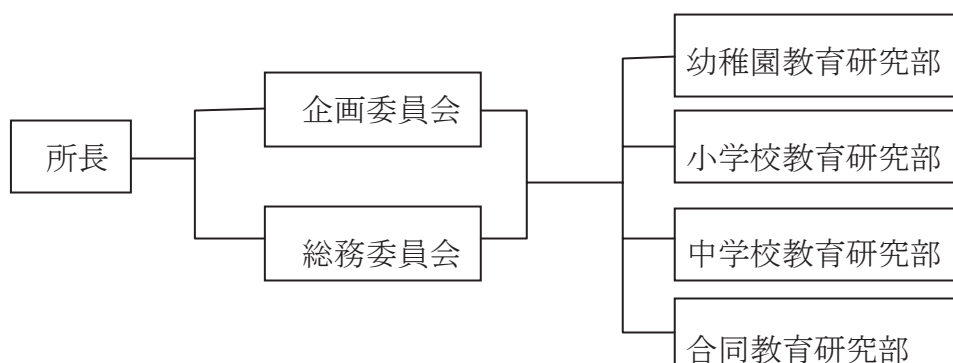 所長
企画委員会
総務委員会
幼稚園教育研究部
小学校教育研究部
中学校教育研究部
合同教育研究部